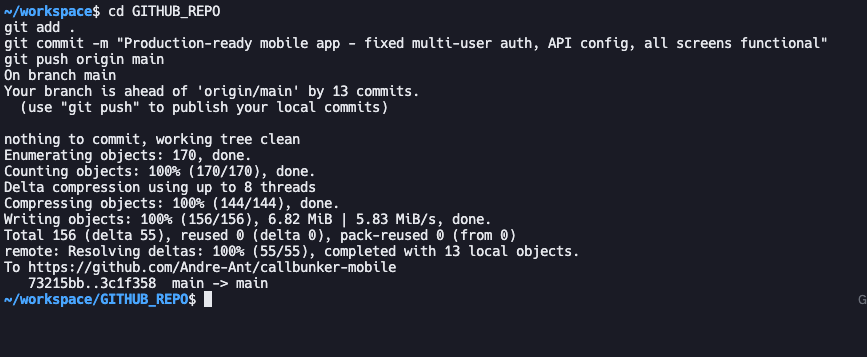 ~/workspace$ cd GITHUB_REPO
git add .
git commit -m "Production-ready mobile app - fixed multi-user auth, API config, all screens functional"
git push origin main
On branch main
Your branch is ahead of 'origin/main' by 13 commits.
  (use "git push" to publish your local commits)

nothing to commit, working tree clean
Enumerating objects: 170, done.
Counting objects: 100% (170/170), done.
Delta compression using up to 8 threads
Compressing objects: 100% (144/144), done.
Writing objects: 100% (156/156), 6.82 MiB | 5.83 MiB/s, done.
Total 156 (delta 55), reused 0 (delta 0), pack-reused 0 (from 0)
remote: Resolving deltas: 100% (55/55), completed with 13 local objects.
To https://github.com/Andre-Ant/callbunker-mobile
   73215bb..3c1f358  main -> main
~/workspace/GITHUB_REPO$
G